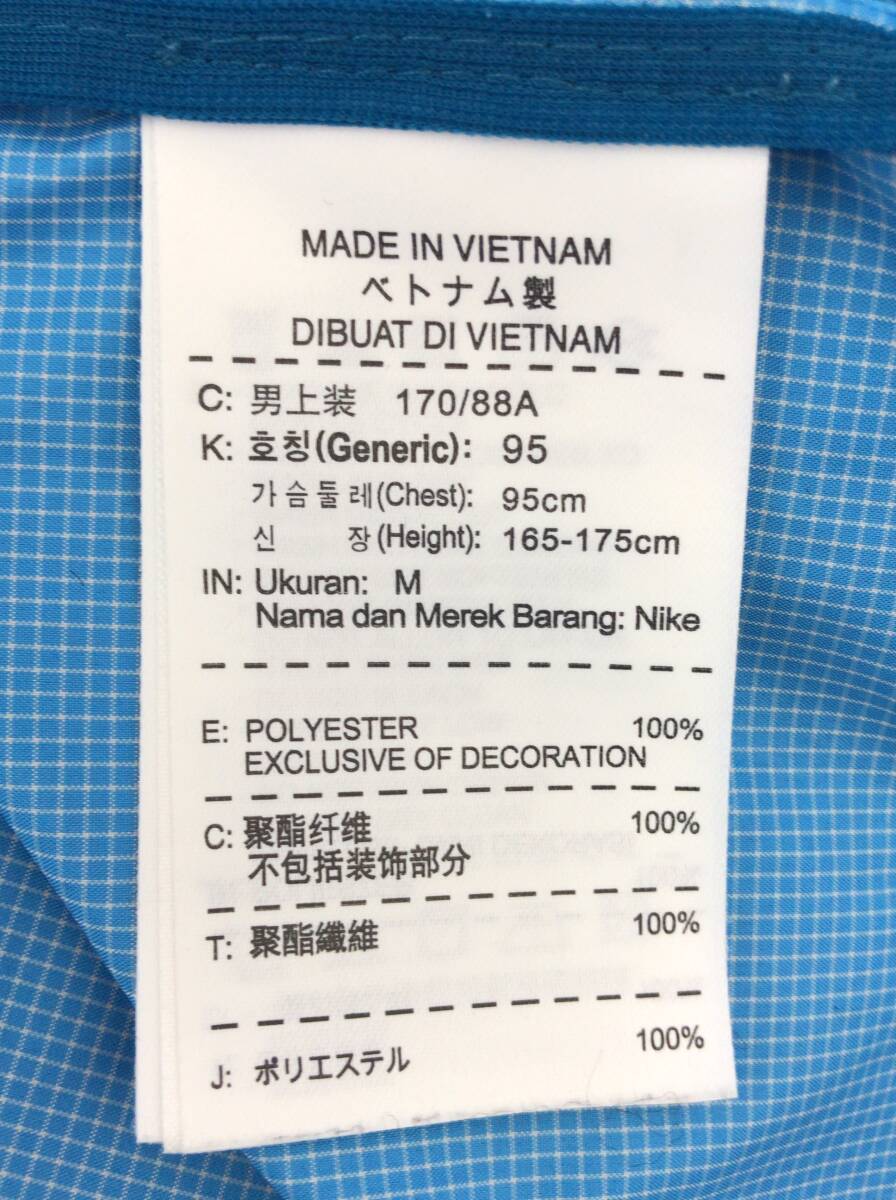 MADE IN VIETNAM
ベトナム製
DIBUAT DI VIETNAM
C: 男上装 170/88A
K: 호칭(Generic): 95
가슴둘레(Chest): 95cm
신 장(Height): 165-175cm
IN: Ukuran: M
Nama dan Merek Barang: Nike
E: POLYESTER 100%
EXCLUSIVE OF DECORATION
C: 聚酯纤维 100%
不包括装饰部分
T: 聚酯纖維 100%
J: ポリエステル 100%